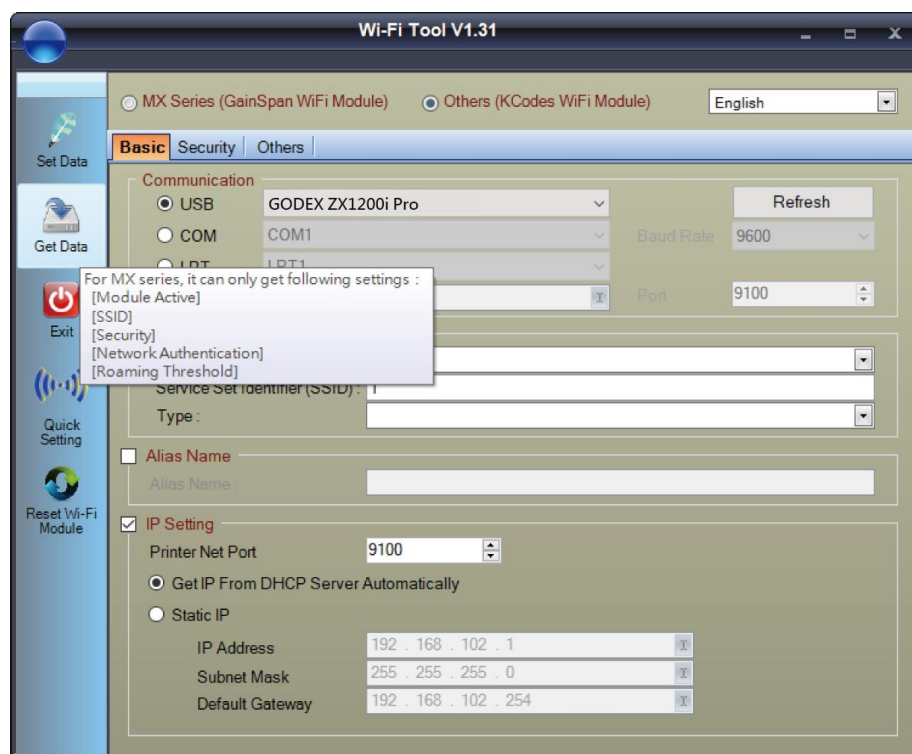 Wi-Fi Tool V1.31
MX Series (GainSpan WiFi Module) Others (KCodes WiFi Module) English
Set Data
Get Data
Exit
Quick
Setting
Reset Wi-Fi
Module
Basic Security Others
Communication
USB GODEX ZX1200i Pro Refresh
COM COM1 Baud Rate 9600
LPT LPT1
Port 9100
For MX series, it can only get following settings :
[Module Active]
[SSID]
[Security]
[Network Authentication]
[Roaming Threshold]
Service Set Identifier (SSID) :
Type :
Alias Name
Alias Name :
IP Setting
Printer Net Port 9100
Get IP From DHCP Server Automatically
Static IP
IP Address 192 . 168 . 102 . 1
Subnet Mask 255 . 255 . 255 . 0
Default Gateway 192 . 168 . 102 . 254